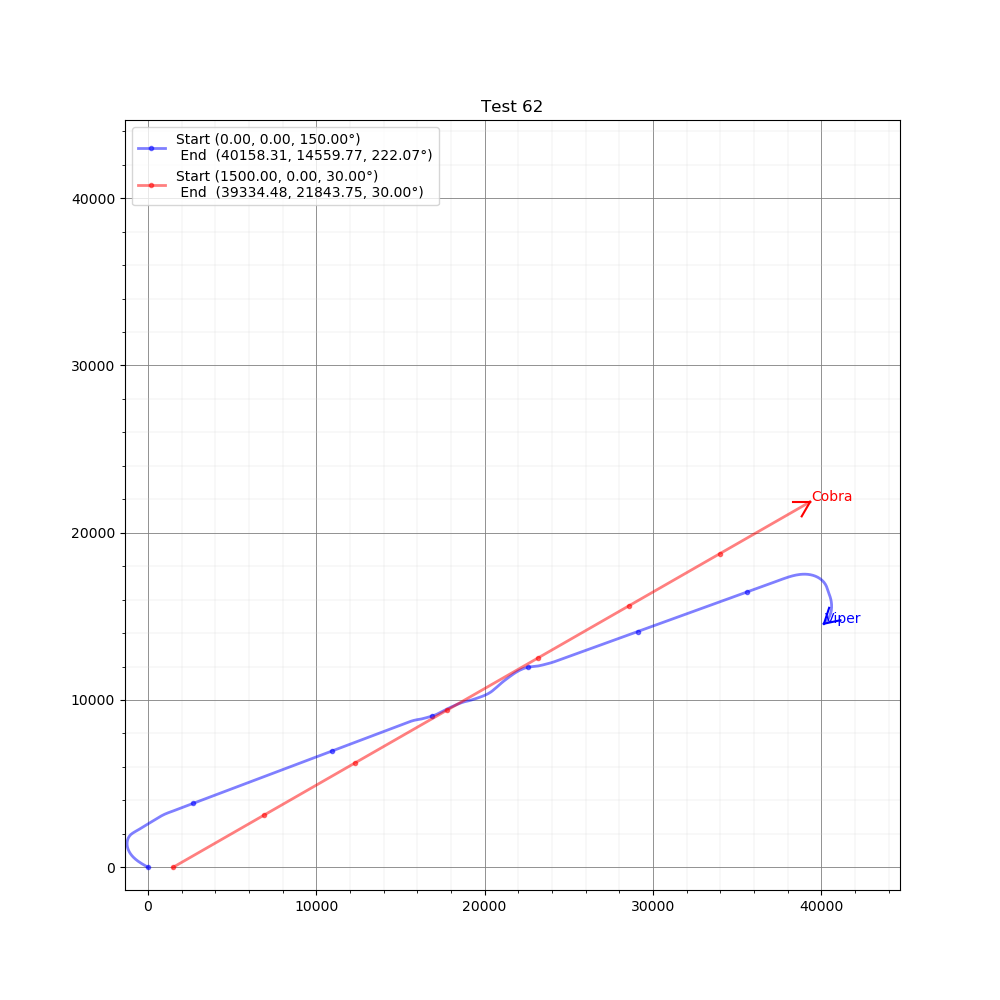 Test 62
Start (0.00, 0.00, 150.00°)
End (40158.31, 14559.77, 222.07°)
Start (1500.00, 0.00, 30.00°)
End (39334.48, 21843.75, 30.00°)
40000
30000
20000
10000
0
Cobra
Viper
0
10000
20000
30000
40000